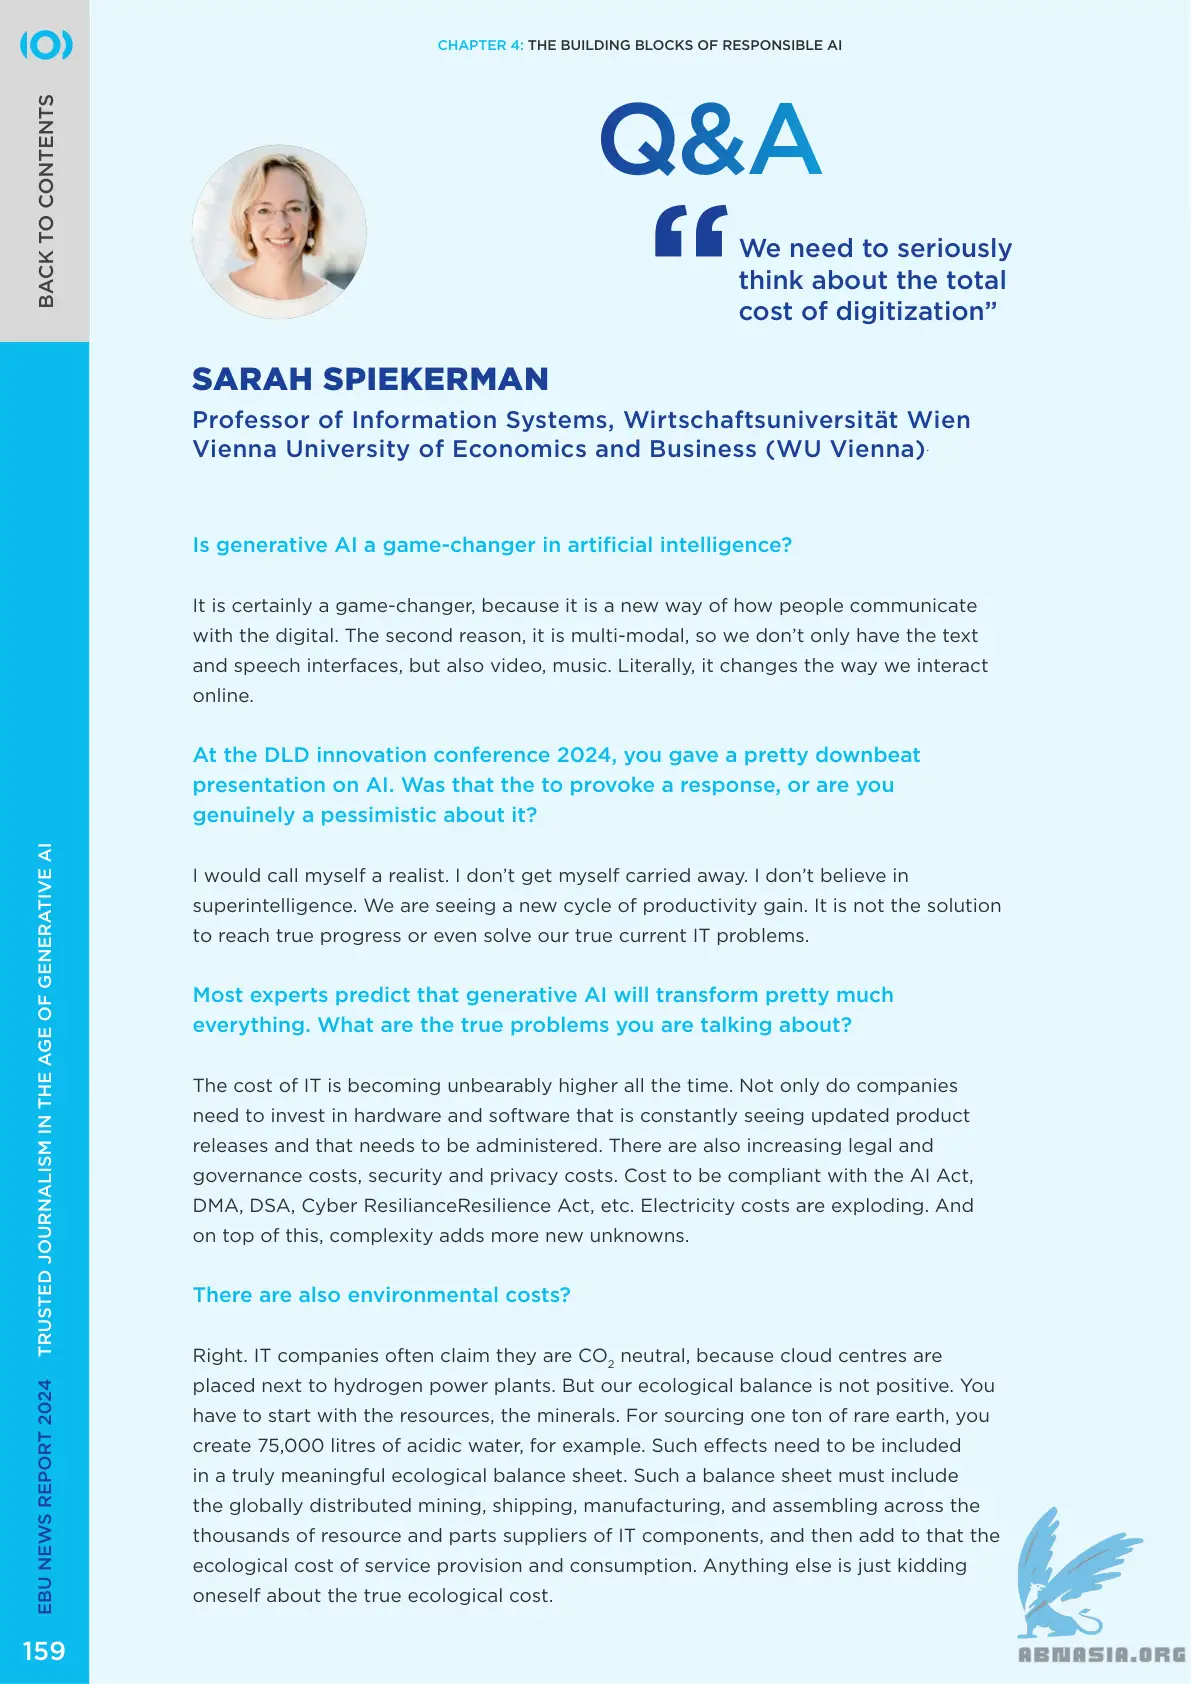 CHAPTER 4: THE BUILDING BLOCKS OF RESPONSIBLE AI
BACK TO CONTENTS
Q&A
“We need to seriously
think about the total
cost of digitization”
SARAH SPIEKERMAN
Professor of Information Systems, Wirtschaftsuniversität Wien
Vienna University of Economics and Business (WU Vienna).
Is generative AI a game-changer in artificial intelligence?
It is certainly a game-changer, because it is a new way of how people communicate
with the digital. The second reason, it is multi-modal, so we don’t only have the text
and speech interfaces, but also video, music. Literally, it changes the way we interact
online.
At the DLD innovation conference 2024, you gave a pretty downbeat
presentation on AI. Was that the to provoke a response, or are you
genuinely a pessimistic about it?
I would call myself a realist. I don’t get myself carried away. I don’t believe in
superintelligence. We are seeing a new cycle of productivity gain. It is not the solution
to reach true progress or even solve our true current IT problems.
Most experts predict that generative AI will transform pretty much
everything. What are the true problems you are talking about?
The cost of IT is becoming unbearably higher all the time. Not only do companies
need to invest in hardware and software that is constantly seeing updated product
releases and that needs to be administered. There are also increasing legal and
governance costs, security and privacy costs. Cost to be compliant with the AI Act,
DMA, DSA, Cyber ResilianceResilience Act, etc. Electricity costs are exploding. And
on top of this, complexity adds more new unknowns.
There are also environmental costs?
Right. IT companies often claim they are CO₂ neutral, because cloud centres are
placed next to hydrogen power plants. But our ecological balance is not positive. You
have to start with the resources, the minerals. For sourcing one ton of rare earth, you
create 75,000 litres of acidic water, for example. Such effects need to be included
in a truly meaningful ecological balance sheet. Such a balance sheet must include
the globally distributed mining, shipping, manufacturing, and assembling across the
thousands of resource and parts suppliers of IT components, and then add to that the
ecological cost of service provision and consumption. Anything else is just kidding
oneself about the true ecological cost.
EBU NEWS REPORT 2024 TRUSTED JOURNALISM IN THE AGE OF GENERATIVE AI
159
ABNASIA.ORG